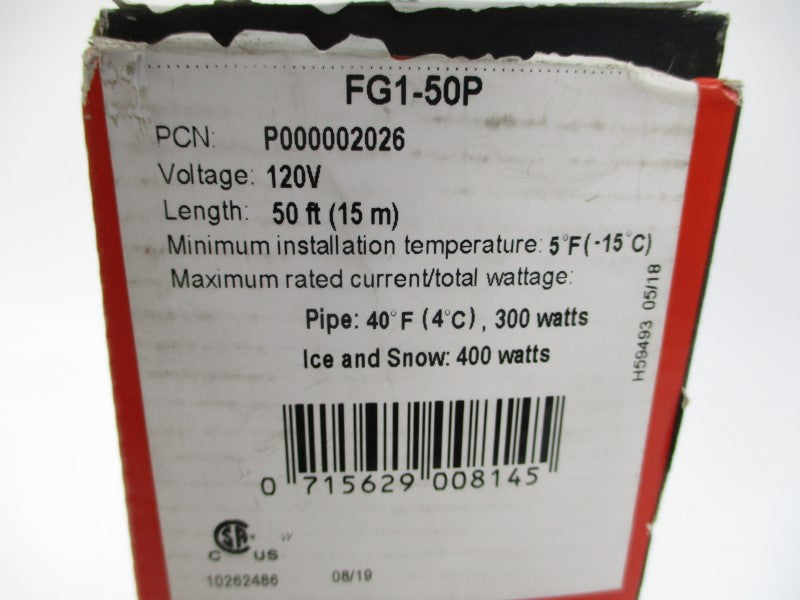 FG1-50P
PCN: P000002026
Voltage: 120V
Length: 50 ft (15 m)
Minimum installation temperature: 5°F (-15°C)
Maximum rated current/total wattage:
Pipe: 40°F (4°C), 300 watts
Ice and Snow: 400 watts
H59493 05/18
0 715629 008145
SA
C US
W
10262486 08/19